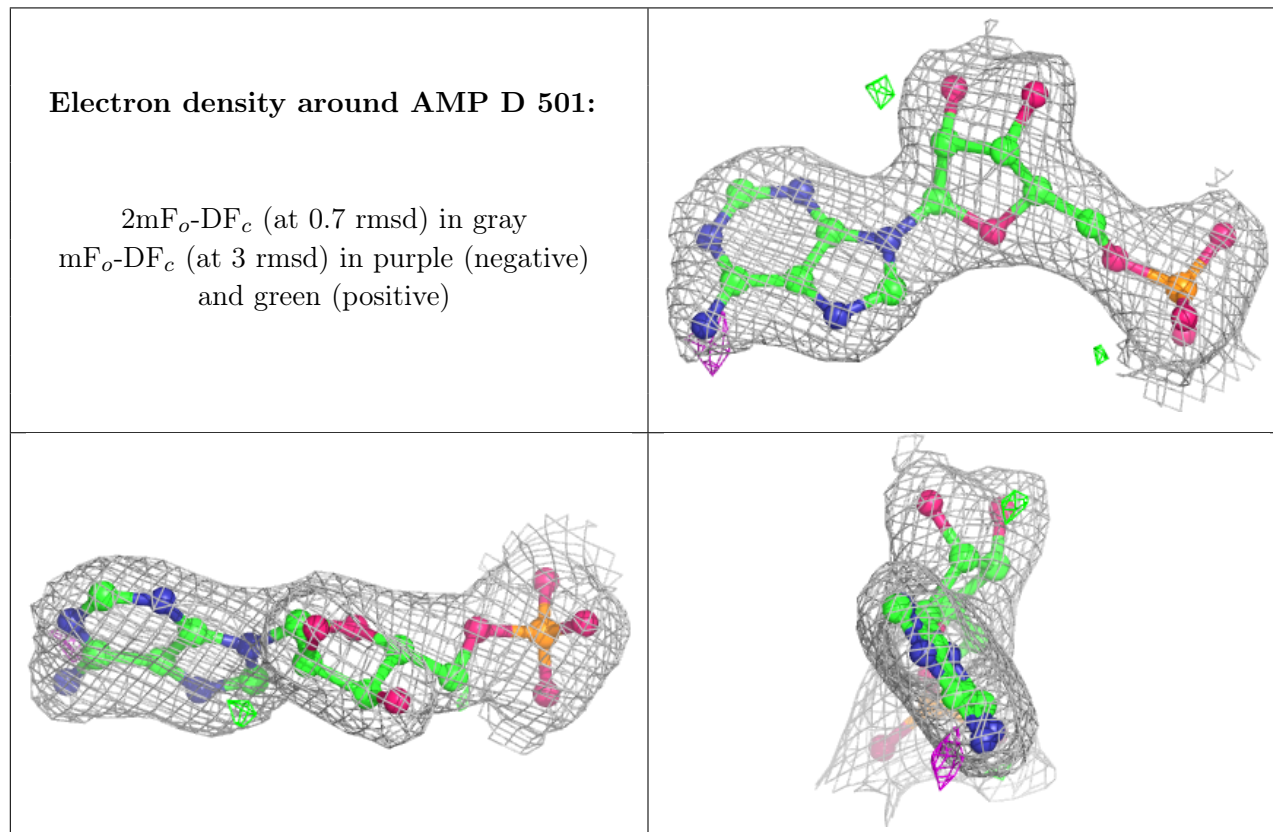 Electron density around AMP D 501:
2mFo-DFc (at 0.7 rmsd) in gray
mFo-DFc (at 3 rmsd) in purple (negative)
and green (positive)